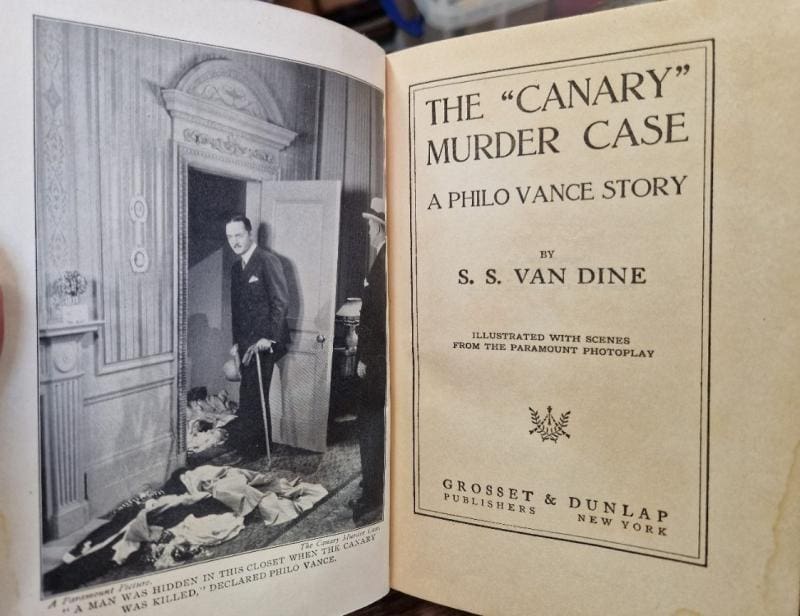 A Paramount Picture.
The Canary Murder Case.
"A MAN WAS HIDDEN IN THIS CLOSET WHEN THE CANARY
WAS KILLED," DECLARED PHILO VANCE.
THE "CANARY"
MURDER CASE
A PHILO VANCE STORY
BY
S. S. VAN DINE
ILLUSTRATED WITH SCENES
FROM THE PARAMOUNT PHOTOPLAY
GROSSET & DUNLAP
PUBLISHERS NEW YORK